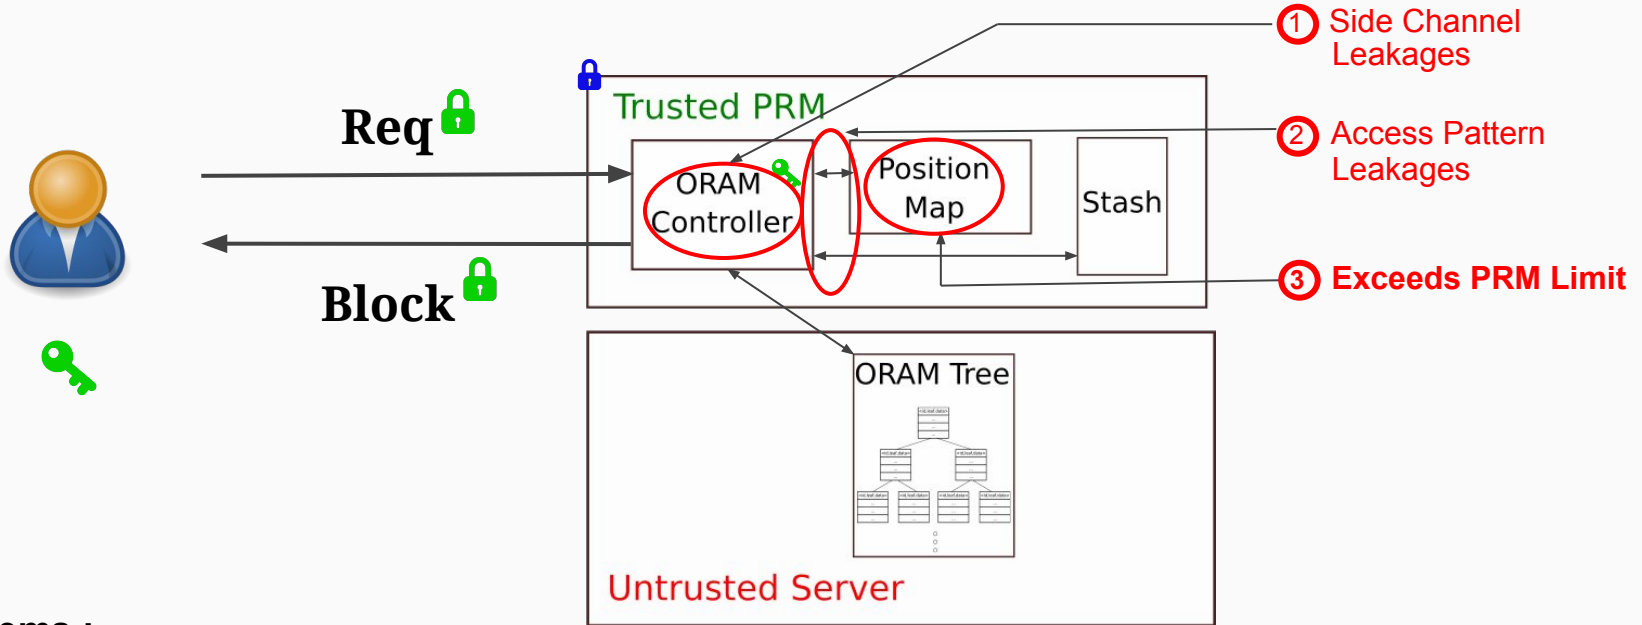 1 Side Channel
Leakages
Trusted PRM
Req
2 Access Pattern
Leakages
ORAM
Controller
Position
Map
Stash
3 Exceeds PRM Limit
Block
ORAM Tree
Untrusted Server